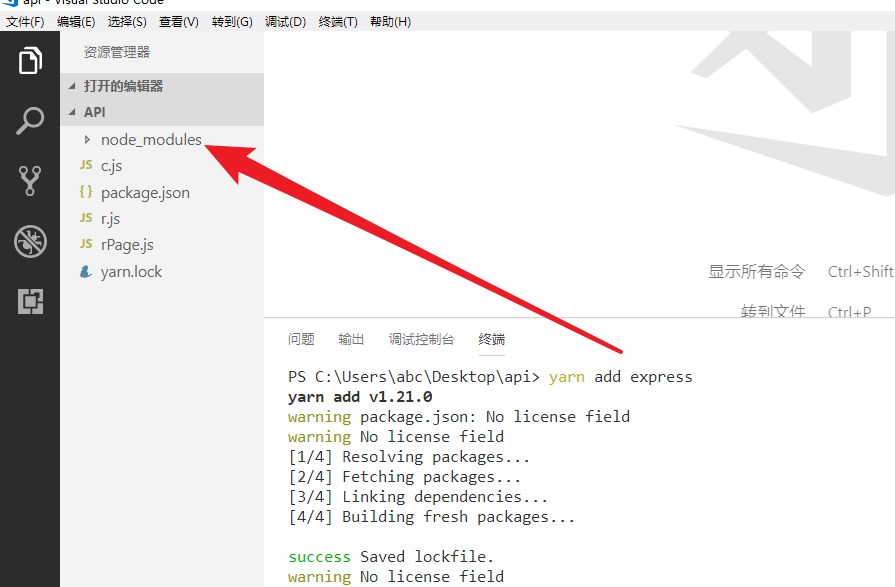 api - Visual Studio Code
文件(F) 编辑(E) 选择(S) 查看(V) 转到(G) 调试(D) 终端(T) 帮助(H)
资源管理器
打开的编辑器
API
node_modules
JS c.js
{} package.json
JS r.js
JS rPage.js
yarn.lock
显示所有命令 Ctrl+Shift
转到文件 Ctrl+P
问题 输出 调试控制台 终端
PS C:\Users\abc\Desktop\api> yarn add express
yarn add v1.21.0
warning package.json: No license field
warning No license field
[1/4] Resolving packages...
[2/4] Fetching packages...
[3/4] Linking dependencies...
[4/4] Building fresh packages...
success Saved lockfile.
warning No license field